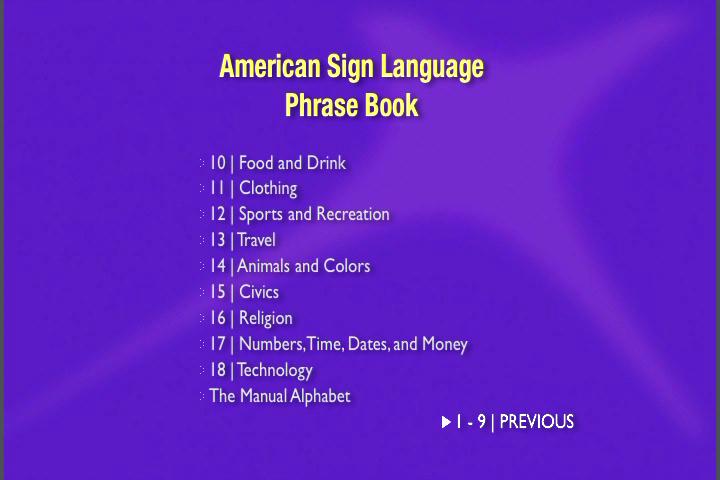 American Sign Language
Phrase Book
10 | Food and Drink
11 | Clothing
12 | Sports and Recreation
13 | Travel
14 | Animals and Colors
15 | Civics
16 | Religion
17 | Numbers, Time, Dates, and Money
18 | Technology
The Manual Alphabet
1 - 9 | PREVIOUS